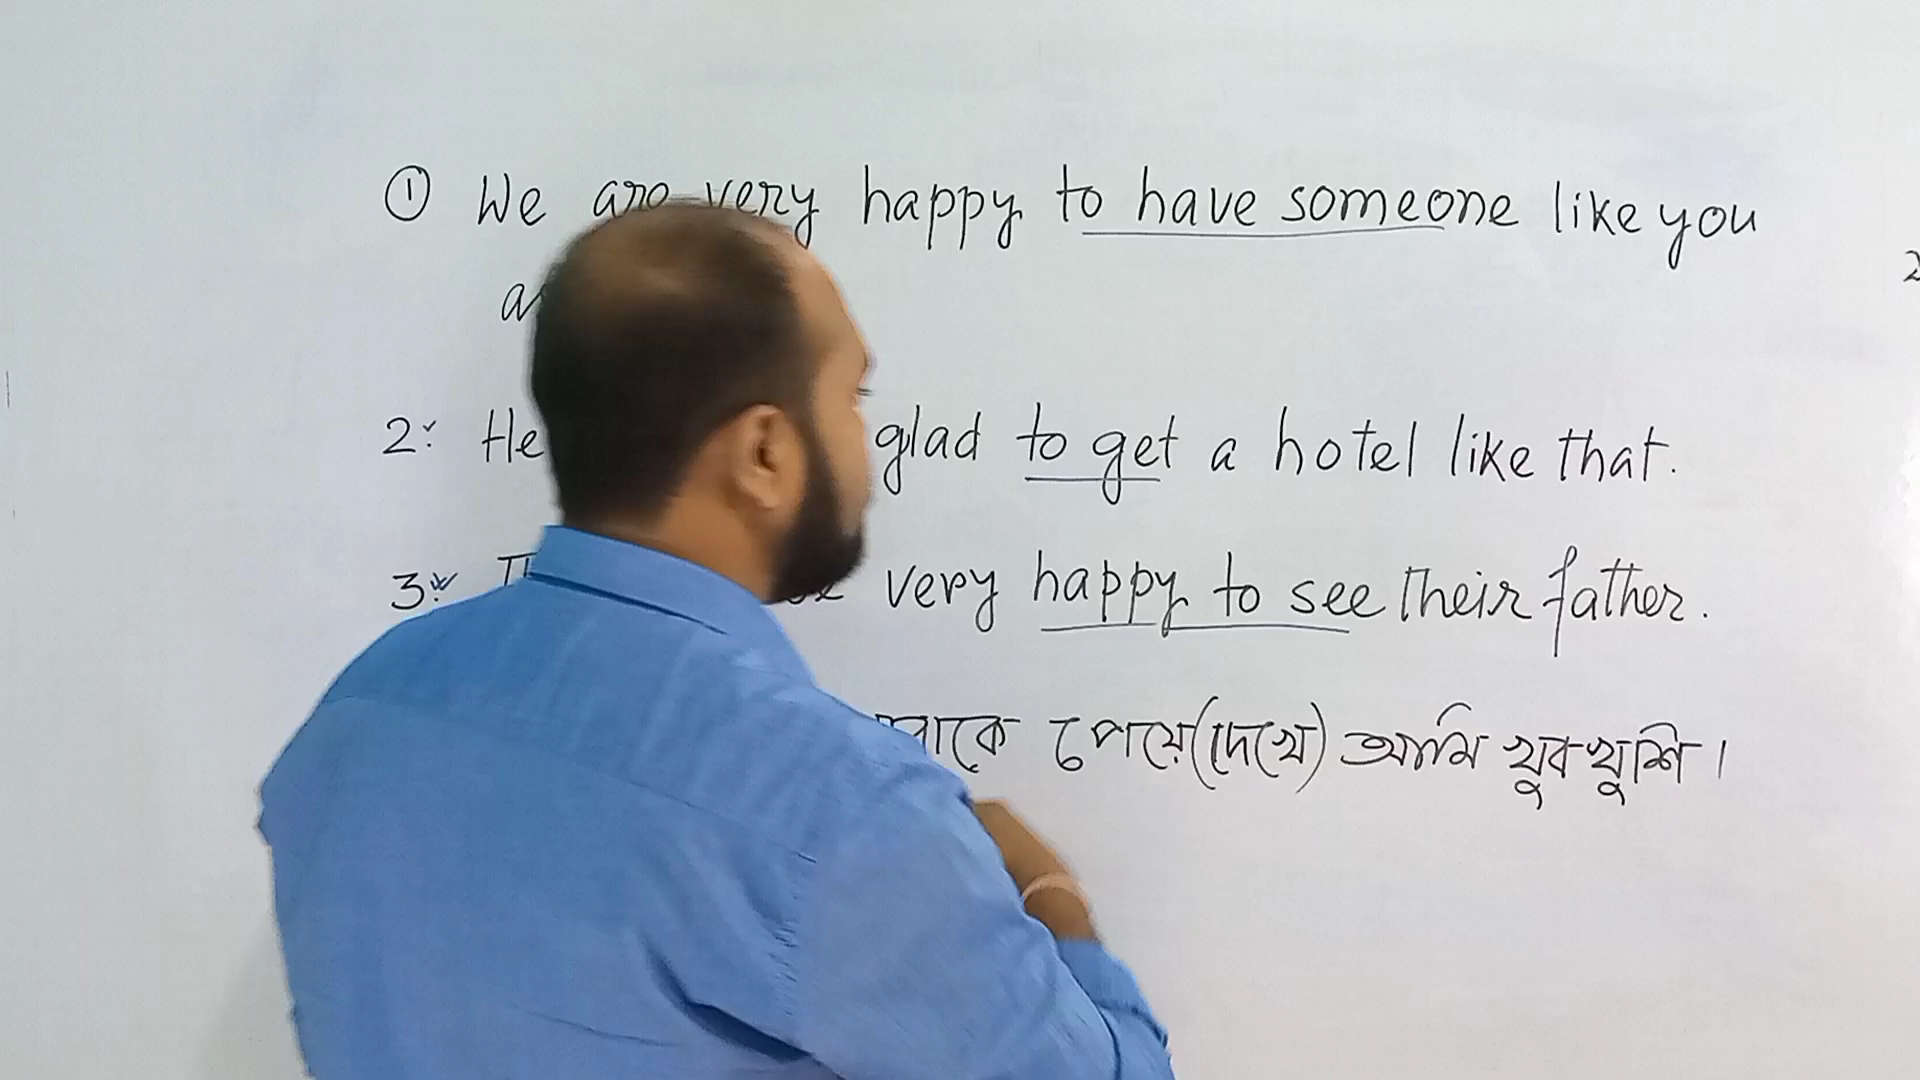 ① We are very happy to have someone like you
2: He glad to get a hotel like that.
3: very happy to see their father.
পেয়ে(দেখে) আমি খুব খুশি।